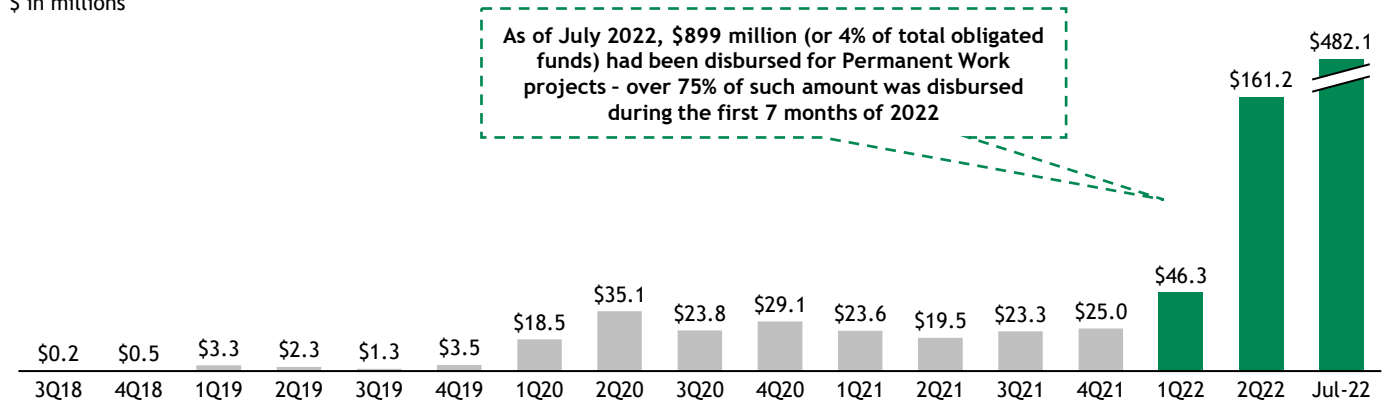 $ in millions
As of July 2022, $899 million (or 4% of total obligated
funds) had been disbursed for Permanent Work
projects – over 75% of such amount was disbursed
during the first 7 months of 2022
$0.2 $0.5 $3.3 $2.3 $1.3 $3.5 $18.5 $35.1 $23.8 $29.1 $23.6 $19.5 $23.3 $25.0 $46.3 $161.2 $482.1
3Q18 4Q18 1Q19 2Q19 3Q19 4Q19 1Q20 2Q20 3Q20 4Q20 1Q21 2Q21 3Q21 4Q21 1Q22 2Q22 Jul-22